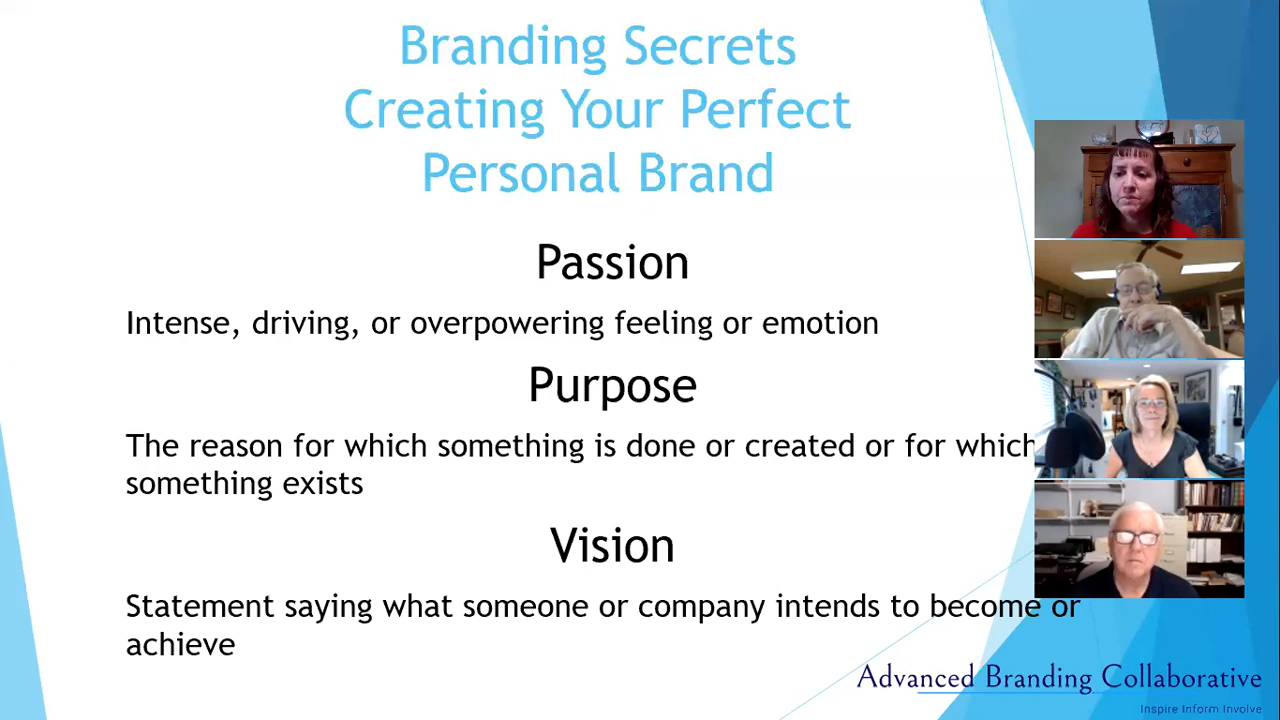 Branding Secrets
Creating Your Perfect
Personal Brand
Passion
Intense, driving, or overpowering feeling or emotion
Purpose
The reason for which something is done or created or for which
something exists
Vision
Statement saying what someone or company intends to become or
achieve
Advanced Branding Collaborative
Inspire Inform Involve